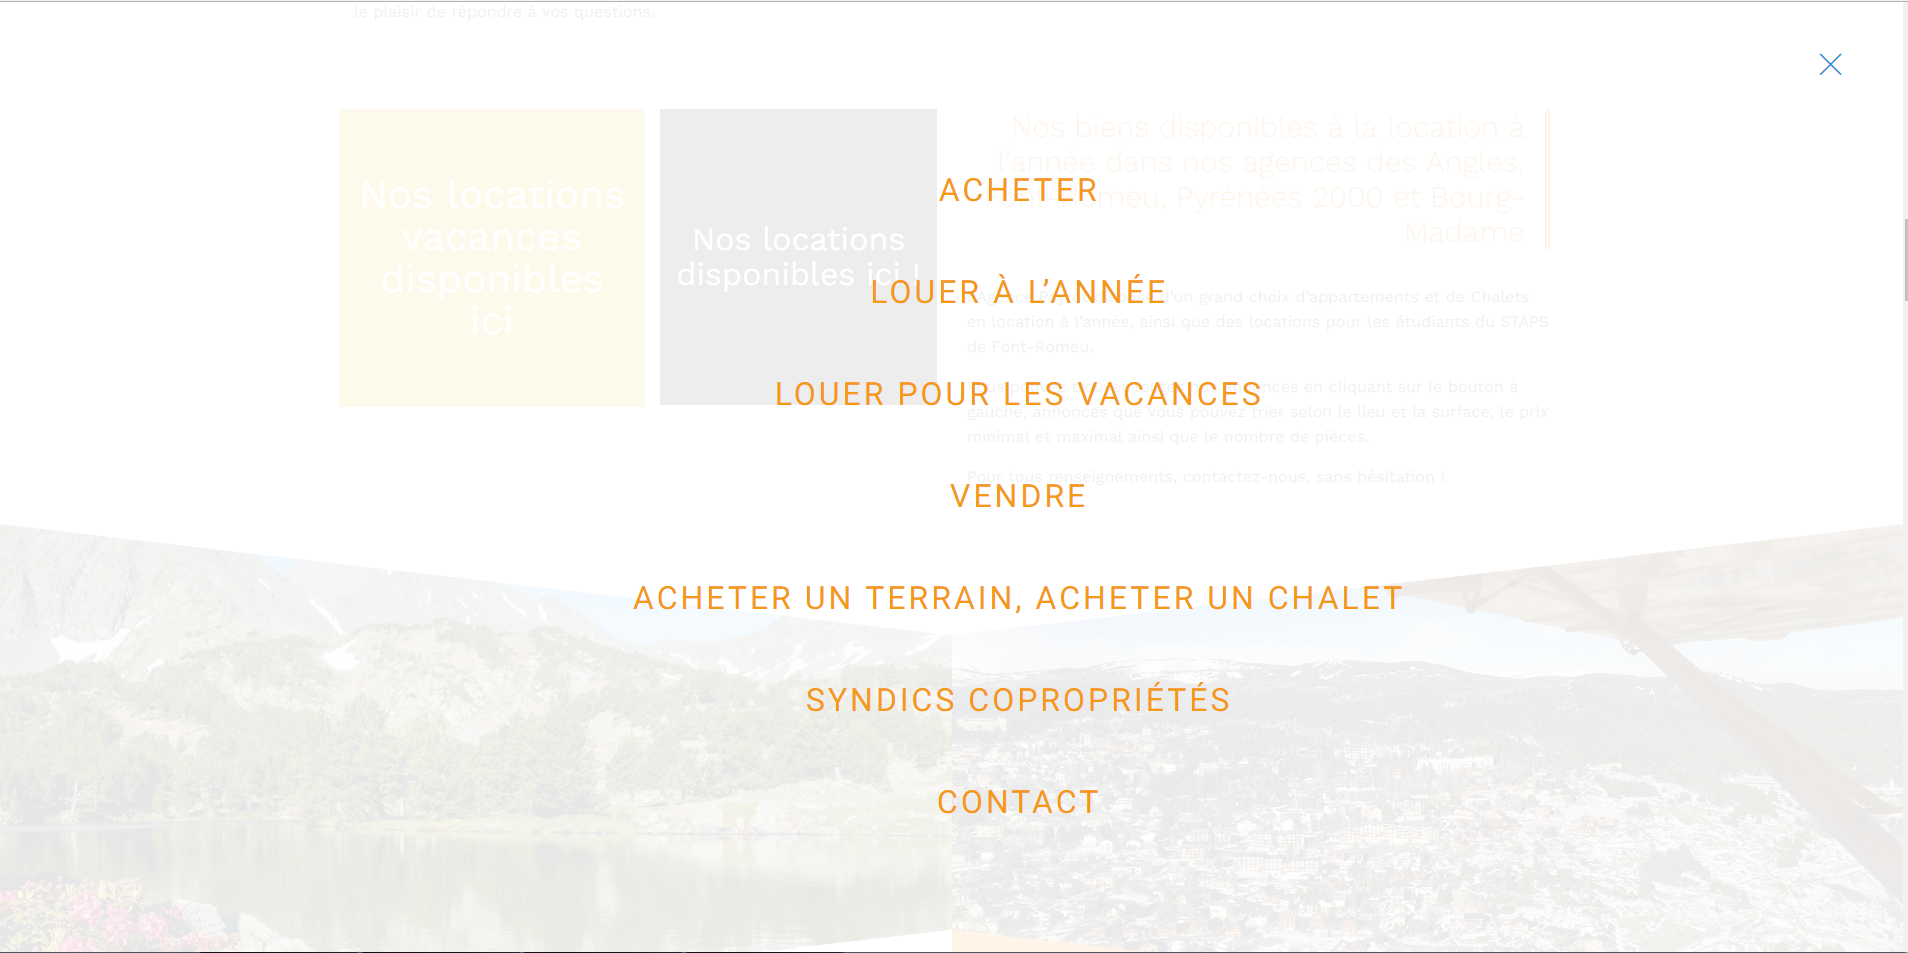 le plaisir de répondre à vos questions.
Nos locations
vacances
disponibles
ici
Nos locations
disponibles ici !
Nos biens disponibles à la location à
l'année dans nos agences des Angles,
Pyrénées 2000 et Bourg-
Madame
d'un grand choix d'appartements et de Chalets
en location à l'année, ainsi que des locations pour les étudiants du STAPS
de Font-Romeu.
en cliquant sur le bouton à
gauche, annonces que vous pouvez trier selon le lieu et la surface, le prix
minimal et maximal ainsi que le nombre de pièces.
Pour tous renseignements, contactez-nous, sans hésitation !
ACHETER
LOUER À L’ANNÉE
LOUER POUR LES VACANCES
VENDRE
ACHETER UN TERRAIN, ACHETER UN CHALET
SYNDICS COPROPRIÉTÉS
CONTACT